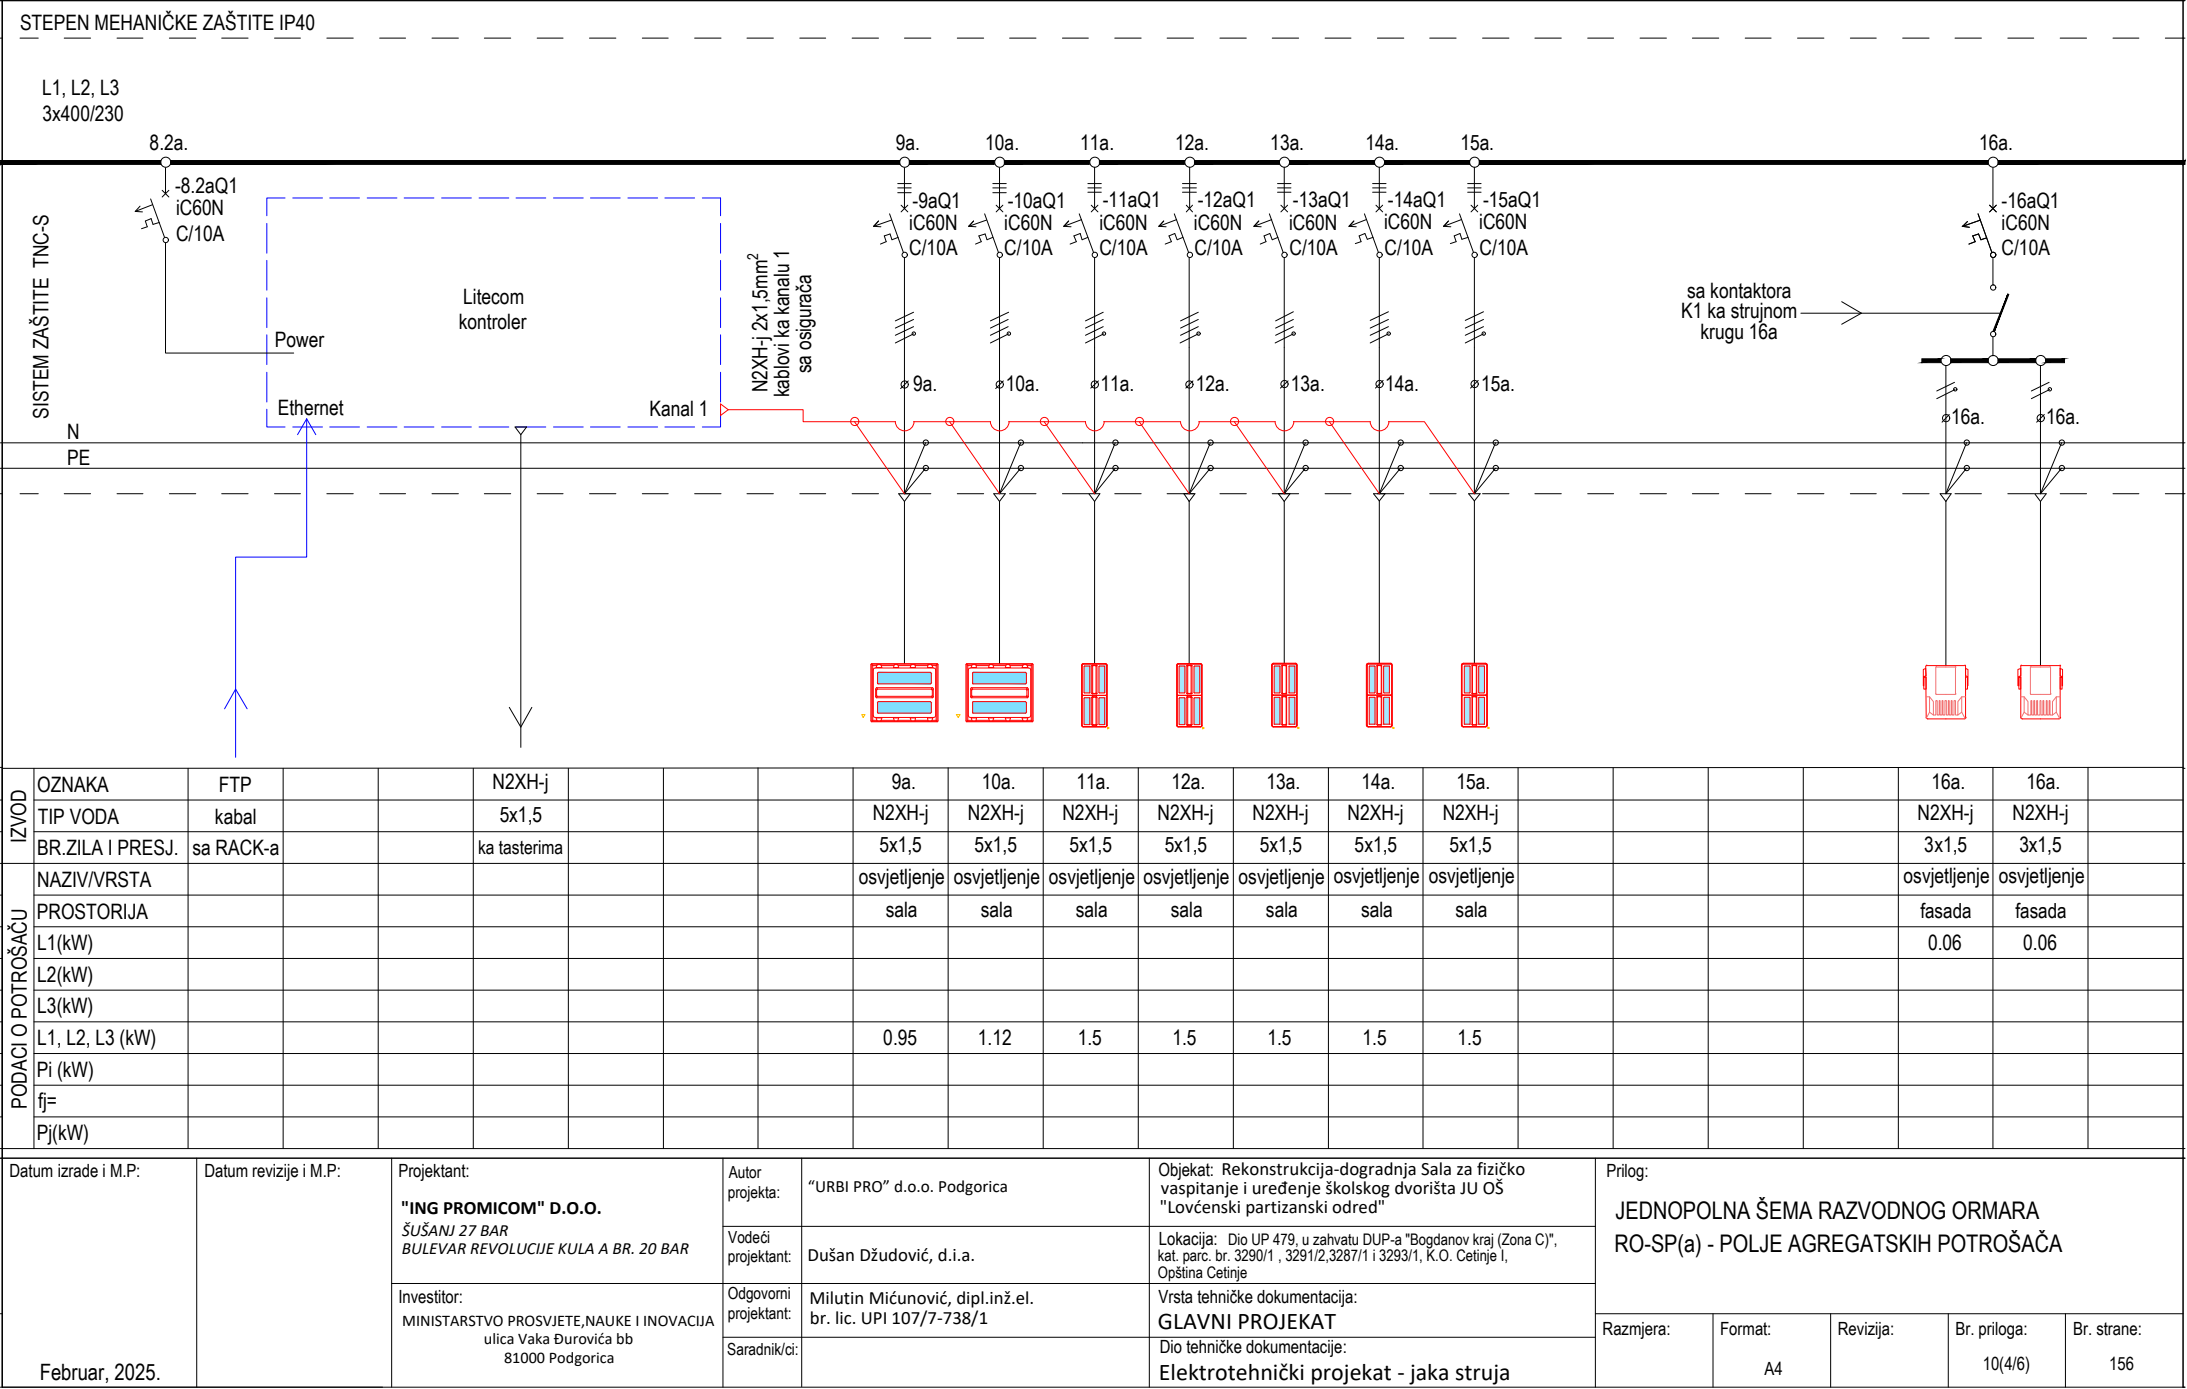 STEPEN MEHANIČKE ZAŠTITE IP40
L1, L2, L3
3x400/230
8.2a.
9a.
10a.
11a.
12a.
13a.
14a.
15a.
16a.
-8.2aQ1
iC60N
C/10A
-9aQ1
iC60N
C/10A
-10aQ1
iC60N
C/10A
-11aQ1
iC60N
C/10A
-12aQ1
iC60N
C/10A
-13aQ1
iC60N
C/10A
-14aQ1
iC60N
C/10A
-15aQ1
iC60N
C/10A
-16aQ1
iC60N
C/10A
SISTEM ZAŠTITE TNC-S
Litecom
kontroler
Power
Ethernet
Kanal 1
N2XH-j 2x1,5mm²
kablovi ka kanalu 1
sa osigurača
sa kontaktora
K1 ka strujnom
krugu 16a
9a.
10a.
11a.
12a.
13a.
14a.
15a.
16a.
16a.
N
PE
IZVOD
OZNAKA FTP N2XH-j 9a. 10a. 11a. 12a. 13a. 14a. 15a. 16a. 16a.
TIP VODA kabal 5x1,5 N2XH-j N2XH-j N2XH-j N2XH-j N2XH-j N2XH-j N2XH-j N2XH-j N2XH-j
BR.ZILA I PRESJ. sa RACK-a ka tasterima 5x1,5 5x1,5 5x1,5 5x1,5 5x1,5 5x1,5 5x1,5 3x1,5 3x1,5
PODACI O POTROŠAČU
NAZIV/VRSTA osvjetljenje osvjetljenje osvjetljenje osvjetljenje osvjetljenje osvjetljenje osvjetljenje osvjetljenje osvjetljenje
PROSTORIJA sala sala sala sala sala sala sala fasada fasada
L1(kW) 0.06 0.06
L2(kW)
L3(kW)
L1, L2, L3 (kW) 0.95 1.12 1.5 1.5 1.5 1.5 1.5
Pi (kW)
fj=
Pj(kW)
Datum izrade i M.P:
Februar, 2025.
Datum revizije i M.P:
Projektant:
"ING PROMICOM" D.O.O.
ŠUŠANJ 27 BAR
BULEVAR REVOLUCIJE KULA A BR. 20 BAR
Investitor:
MINISTARSTVO PROSVJETE,NAUKE I INOVACIJA
ulica Vaka Đurovića bb
81000 Podgorica
Autor
projekta:
“URBI PRO” d.o.o. Podgorica
Vodeći
projektant:
Dušan Džudović, d.i.a.
Odgovorni
projektant:
Milutin Mićunović, dipl.inž.el.
br. lic. UPI 107/7-738/1
Saradnik/ci:
Objekat: Rekonstrukcija-dogradnja Sala za fizičko
vaspitanje i uređenje školskog dvorišta JU OŠ
"Lovćenski partizanski odred"
Lokacija: Dio UP 479, u zahvatu DUP-a "Bogdanov kraj (Zona C)",
kat. parc. br. 3290/1 , 3291/2,3287/1 i 3293/1, K.O. Cetinje I,
Opština Cetinje
Vrsta tehničke dokumentacija:
GLAVNI PROJEKAT
Dio tehničke dokumentacije:
Elektrotehnički projekat - jaka struja
Prilog:
JEDNOPOLNA ŠEMA RAZVODNOG ORMARA
RO-SP(a) - POLJE AGREGATSKIH POTROŠAČA
Razmjera:
Format:
A4
Revizija:
Br. priloga:
10(4/6)
Br. strane:
156